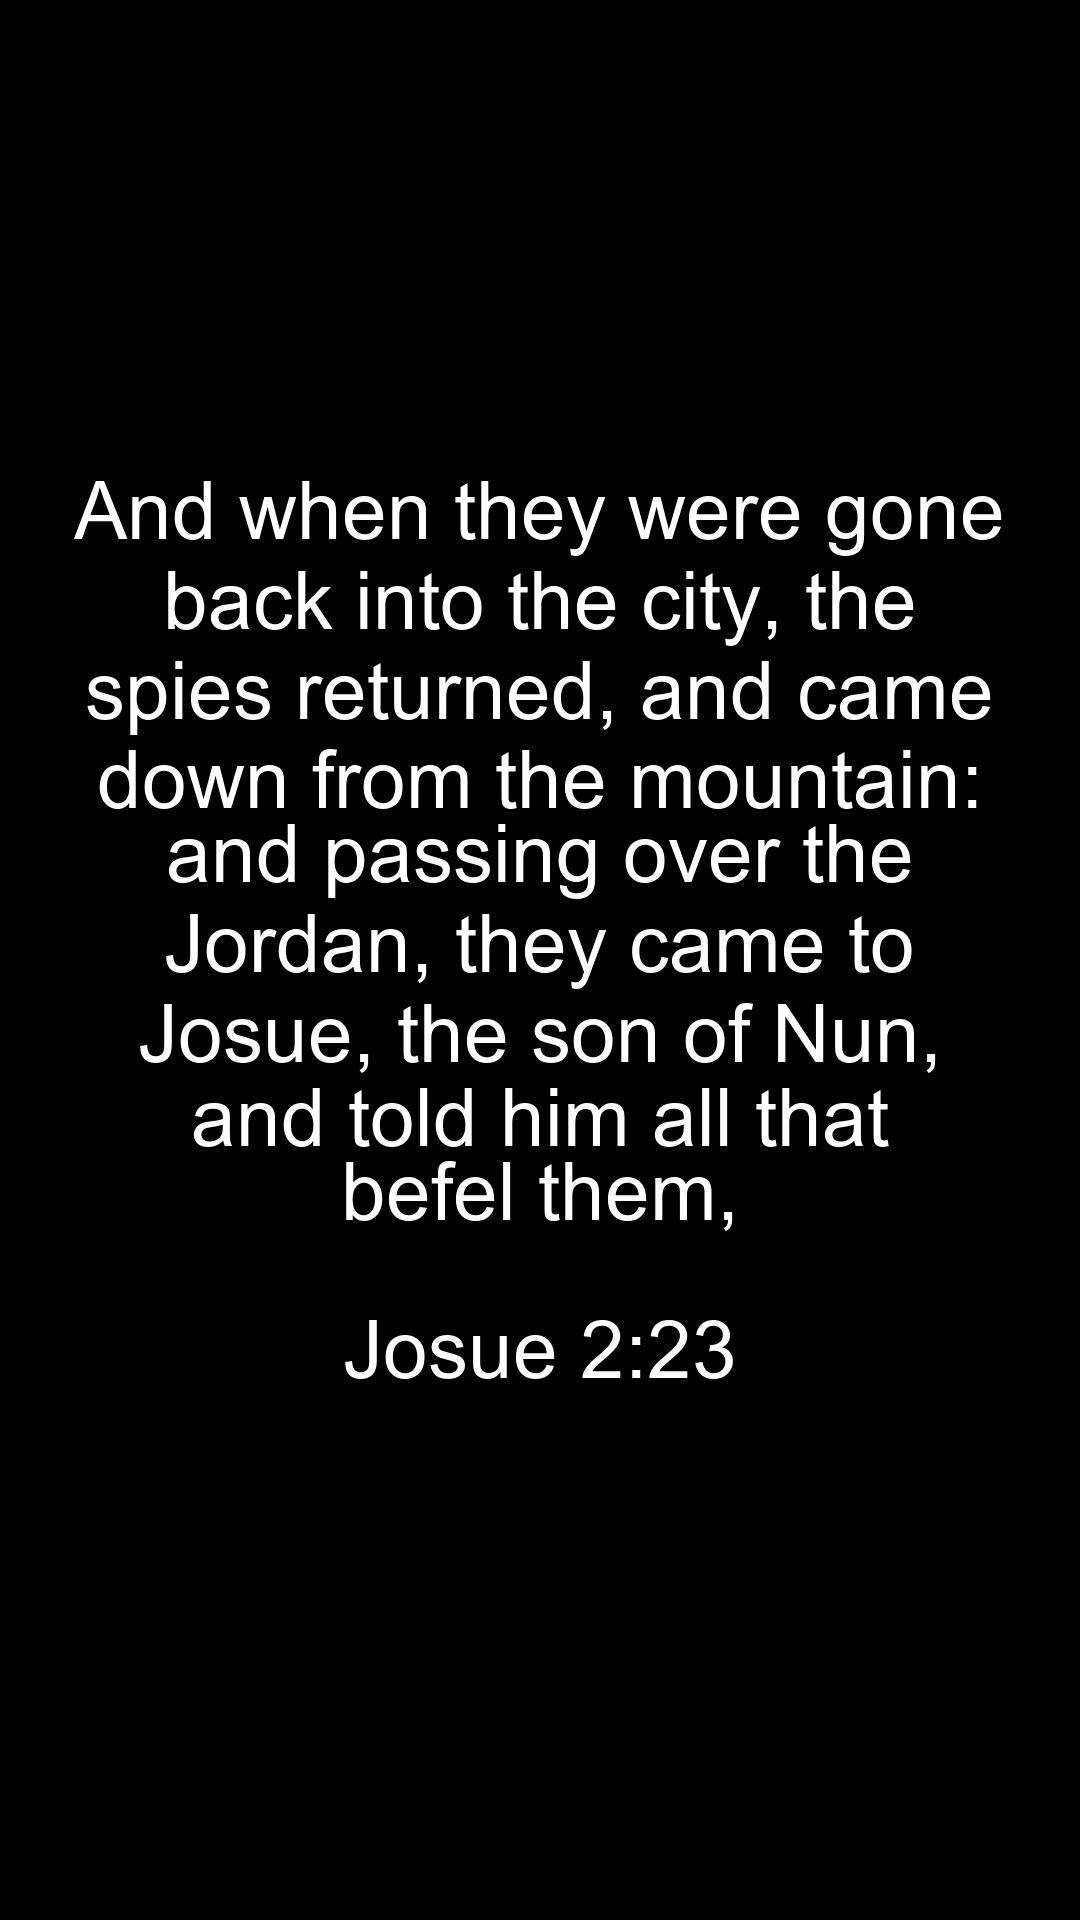 And when they were gone
back into the city, the
spies returned, and came
down from the mountain:
and passing over the
Jordan, they came to
Josue, the son of Nun,
and told him all that
befel them,
Josue 2:23